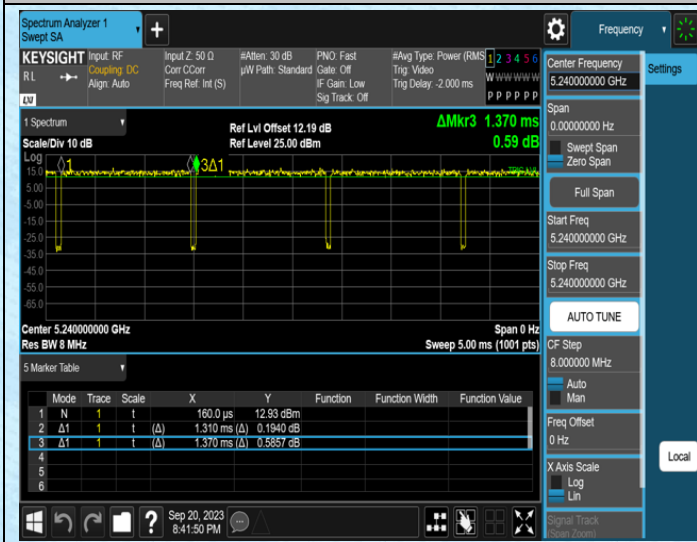 Spectrum Analyzer 1
Swept SA
Frequency
KEYSIGHT
RL
LXI
Input: RF
Coupling: DC
Align: Auto
Input Z: 50 Ω
Corr CCorr
Freq Ref: Int (S)
#Atten: 30 dB
µW Path: Standard
PNO: Fast
Gate: Off
IF Gain: Low
Sig Track: Off
#Avg Type: Power (RMS
Trig: Video
Trig Delay: -2.000 ms
1 2 3 4 5 6
W W W W W W
P P P P P P
Center Frequency
5.240000000 GHz
Settings
Span
0.00000000 Hz
Swept Span
Zero Span
Full Span
Start Freq
5.240000000 GHz
Stop Freq
5.240000000 GHz
AUTO TUNE
CF Step
8.000000 MHz
Auto
Man
Freq Offset
0 Hz
X Axis Scale
Log
Lin
Signal Track
(Span Zoom)
Local
1 Spectrum
Scale/Div 10 dB
Log
Ref Lvl Offset 12.19 dB
Ref Level 25.00 dBm
ΔMkr3 1.370 ms
0.59 dB
15.0
5.00
-5.00
-15.0
-25.0
-35.0
-45.0
-55.0
-65.0
1
3Δ1
Center 5.240000000 GHz
Res BW 8 MHz
Span 0 Hz
Sweep 5.00 ms (1001 pts)
5 Marker Table
Mode Trace Scale X Y Function Function Width Function Value
1 N 1 t 160.0 µs 12.93 dBm
2 Δ1 1 t (Δ) 1.310 ms (Δ) 0.1940 dB
3 Δ1 1 t (Δ) 1.370 ms (Δ) 0.5857 dB
4
5
6
Sep 20, 2023
8:41:50 PM